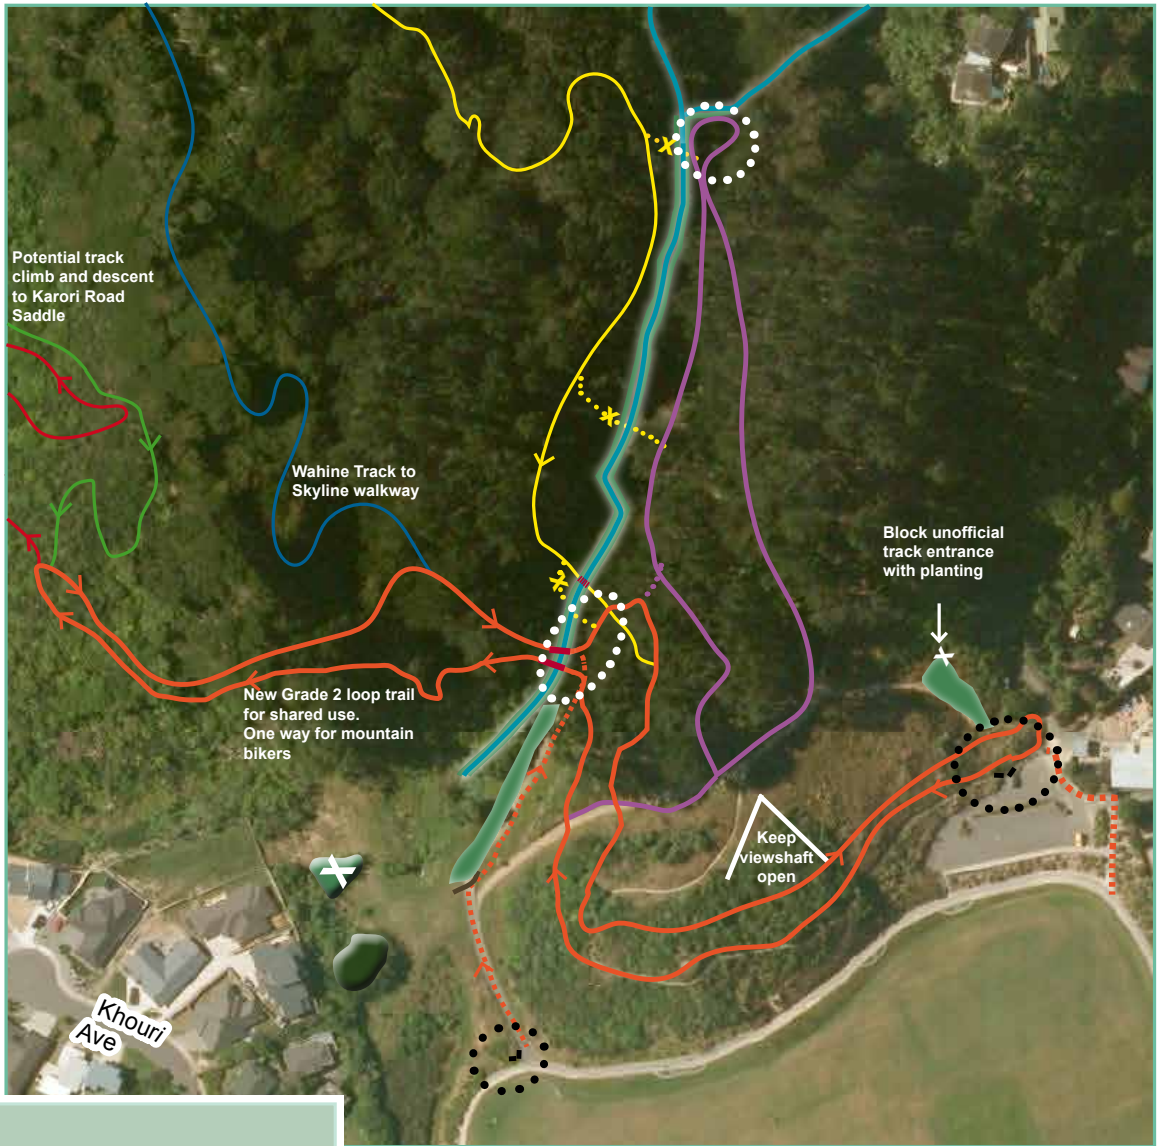 Potential track
climb and descent
to Karori Road
Saddle
Wahine Track to
Skyline walkway
Block unofficial
track entrance
with planting
New Grade 2 loop trail
for shared use.
One way for mountain
bikers
Keep
viewshaft
open
Khouri
Ave